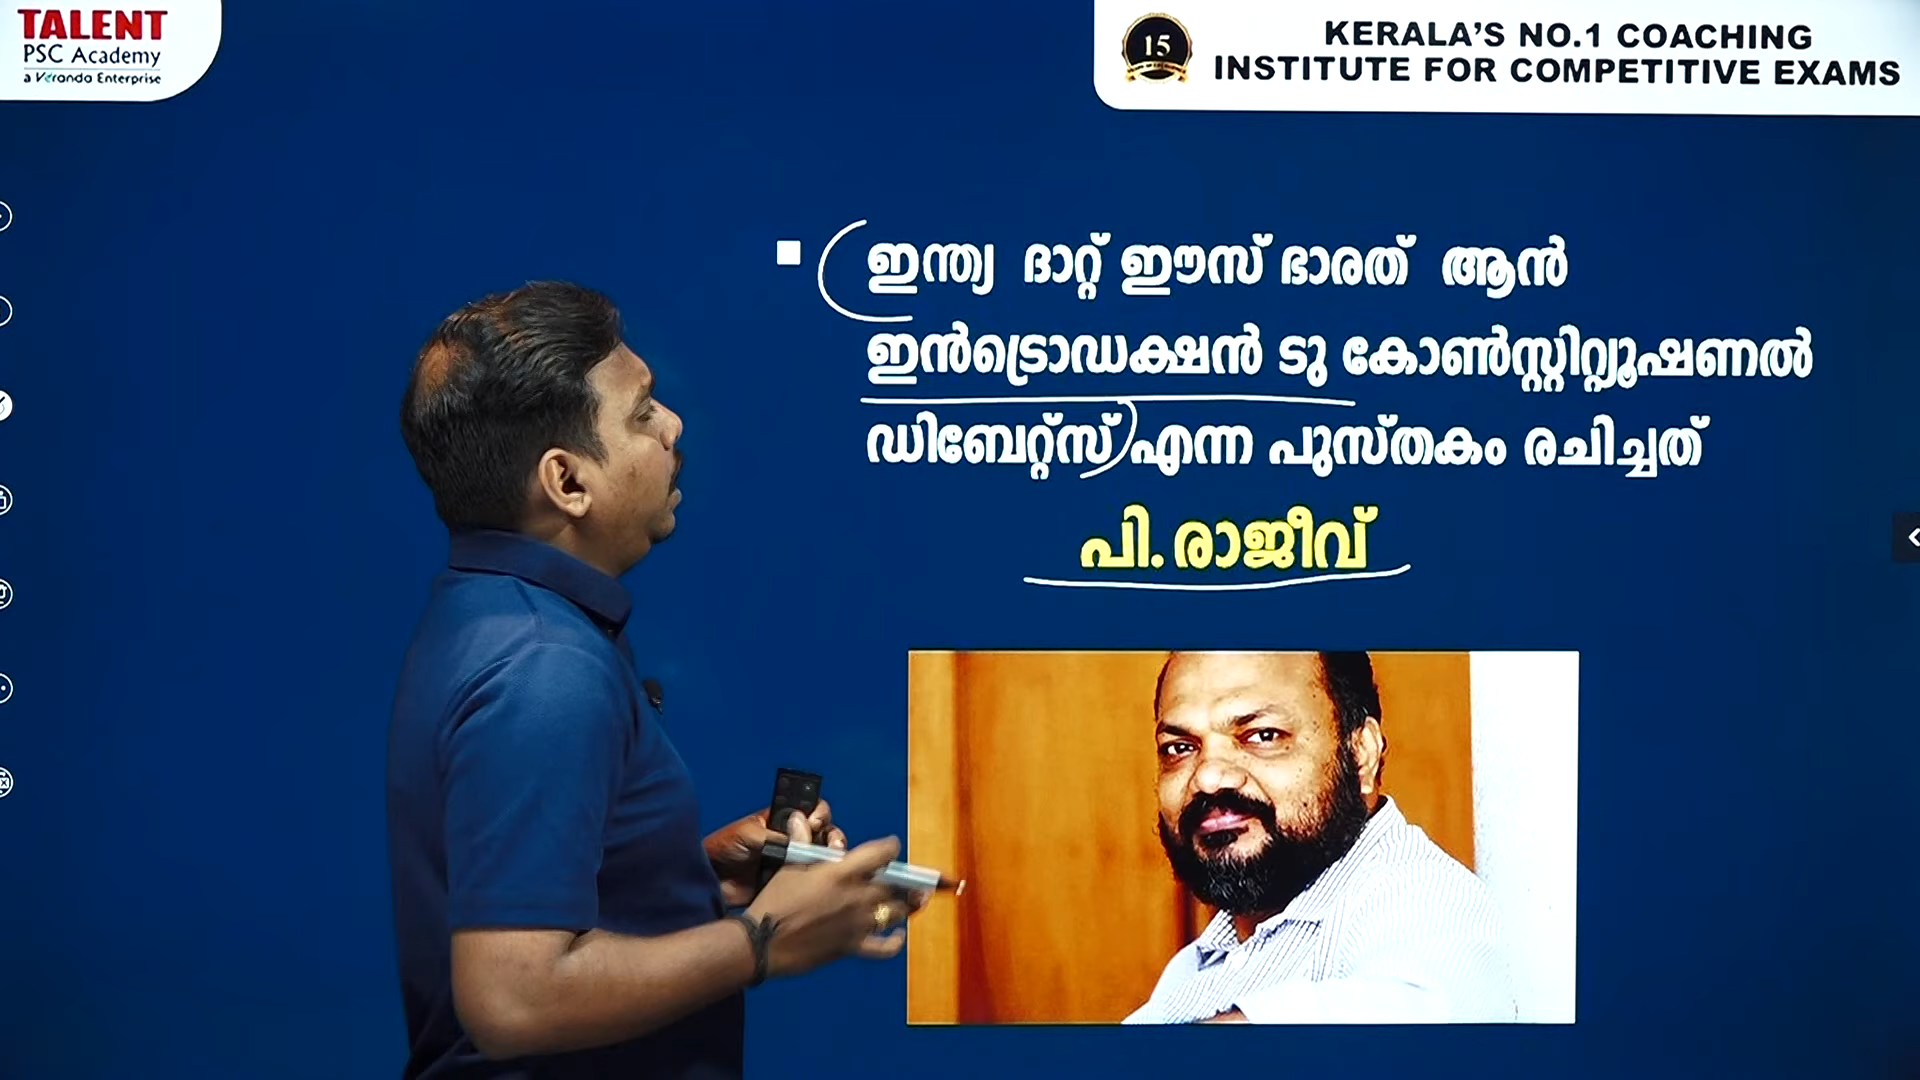 TALENT
PSC Academy
a Veranda Enterprise
15
KERALA'S NO.1 COACHING
INSTITUTE FOR COMPETITIVE EXAMS
ഇന്ത്യ ദാറ്റ് ഈസ് ഭാരത് ആൻ
ഇൻട്രൊഡക്ഷൻ ടു കോൺസ്റ്റിറ്റ്യൂഷണൽ
ഡിബേറ്റ്സ് എന്ന പുസ്തകം രചിച്ചത്
പി. രാജീവ്